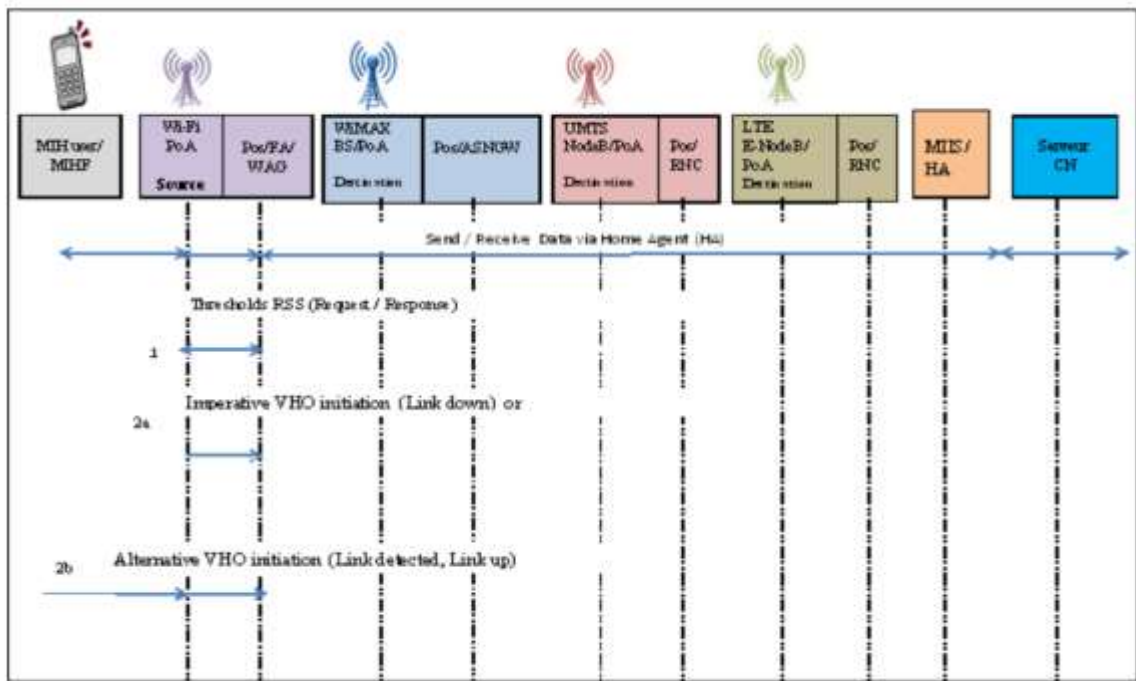 MIH user/
MIHF
Wi-Fi
PoA
Source
Pos/FA/
WAG
WiMAX
BS/PoA
Destination
Pos/ASNGW
UMTS
NodeB/PoA
Destination
Pos/
RNC
LTE
E-NodeB/
PoA
Destination
Pos/
RNC
MIIS /
HA
Serveur
CN
Send / Receive Data via Home Agent (HA)
Thresholds RSS (Request / Response)
1
Imperative VHO initiation (Link down) or
2a
Alternative VHO initiation (Link detected, Link up)
2b